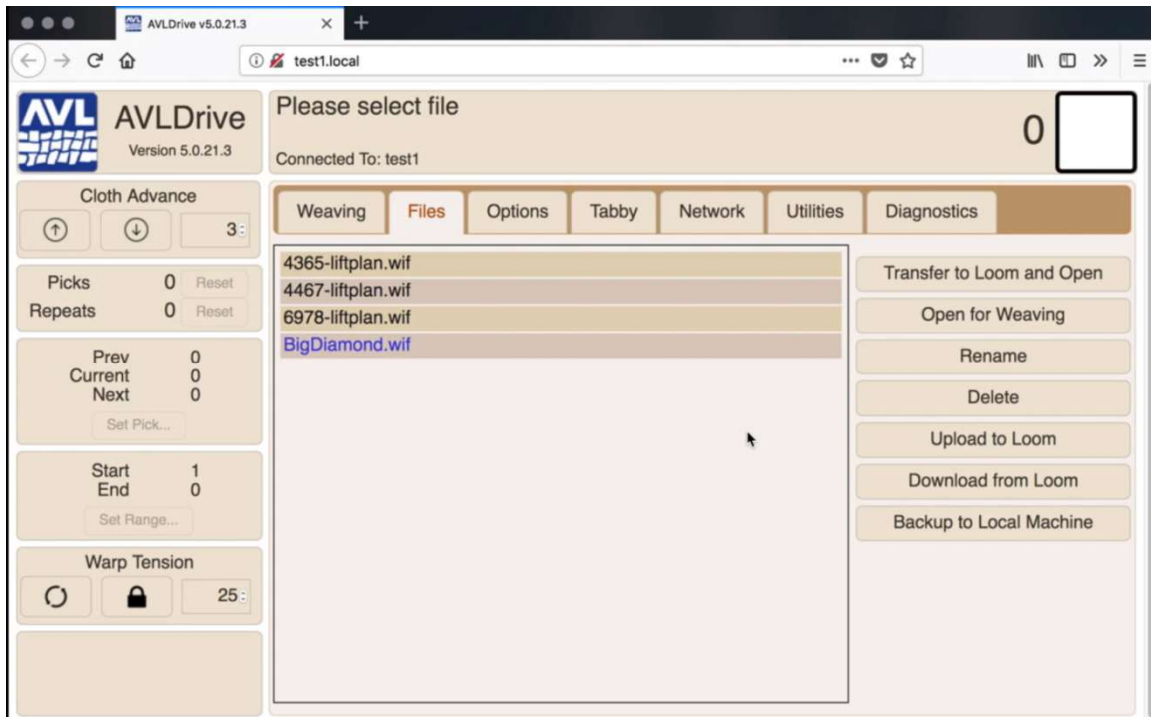 AVLDrive v5.0.21.3
test1.local
AVL
AVLDrive
Version 5.0.21.3
Please select file
Connected To: test1
0
Cloth Advance
3
Picks 0 Reset
Repeats 0 Reset
Prev 0
Current 0
Next 0
Set Pick...
Start 1
End 0
Set Range...
Warp Tension
25
Weaving Files Options Tabby Network Utilities Diagnostics
4365-liftplan.wif
4467-liftplan.wif
6978-liftplan.wif
BigDiamond.wif
Transfer to Loom and Open
Open for Weaving
Rename
Delete
Upload to Loom
Download from Loom
Backup to Local Machine